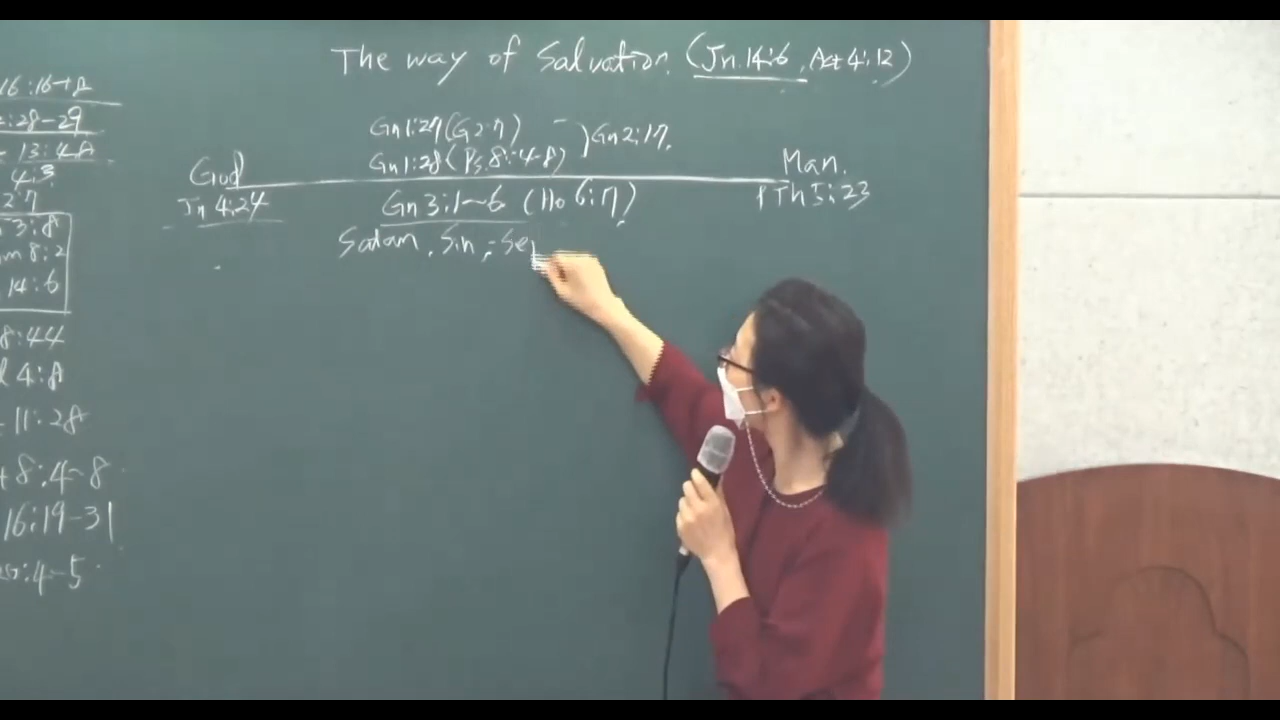 The way of Salvation (Jn 14:6, Act 4:12)
Gn 1:27 (G 2:7)
Gn 1:28 (Ps. 8:4-8) ) Gn 2:17.
God Man.
Jn 4:24 Gn 3:1~6 (Ho 6:7) 1Th 5:23
Satan, Sin, Sel
16:16-18
:28-29
13:4-8
4:3
2:7
3:8
m 8:2
14:6
8:44
4:8
11:28
8:4-8
16:19-31
:4-5